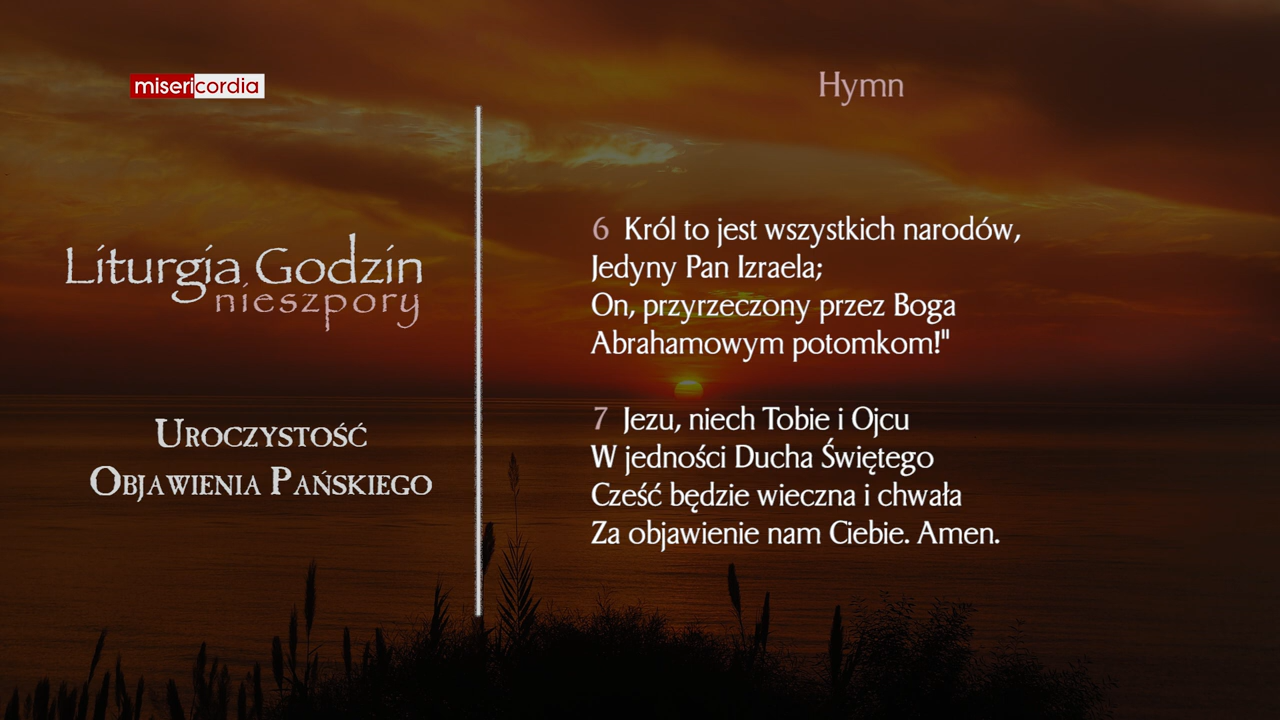 misericordia
Liturgia Godzin
nieszpory
Uroczystość
Objawienia Pańskiego
Hymn
6 Król to jest wszystkich narodów,
Jedyny Pan Izraela;
On, przyrzeczony przez Boga
Abrahamowym potomkom!"
7 Jezu, niech Tobie i Ojcu
W jedności Ducha Świętego
Cześć będzie wieczna i chwała
Za objawienie nam Ciebie. Amen.